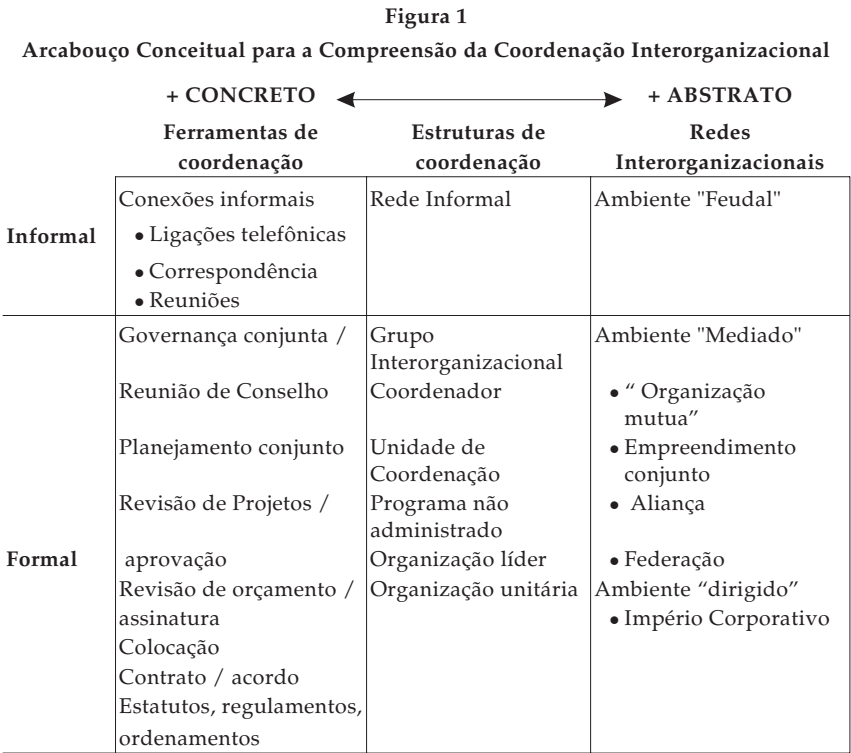 Figura 1
Arcabouço Conceitual para a Compreensão da Coordenação Interorganizacional
+ CONCRETO + ABSTRATO
Ferramentas de coordenação Estruturas de coordenação Redes Interorganizacionais
Informal
Conexões informais
• Ligações telefônicas
• Correspondência
• Reuniões
Rede Informal
Ambiente "Feudal"
Formal
Governança conjunta /
Reunião de Conselho
Planejamento conjunto
Revisão de Projetos /
aprovação
Revisão de orçamento /
assinatura
Colocação
Contrato / acordo
Estatutos, regulamentos,
ordenamentos
Grupo
Interorganizacional
Coordenador
Unidade de
Coordenação
Programa não
administrado
Organização líder
Organização unitária
Ambiente "Mediado"
• “ Organização
mutua”
• Empreendimento
conjunto
• Aliança
• Federação
Ambiente “dirigido”
• Império Corporativo